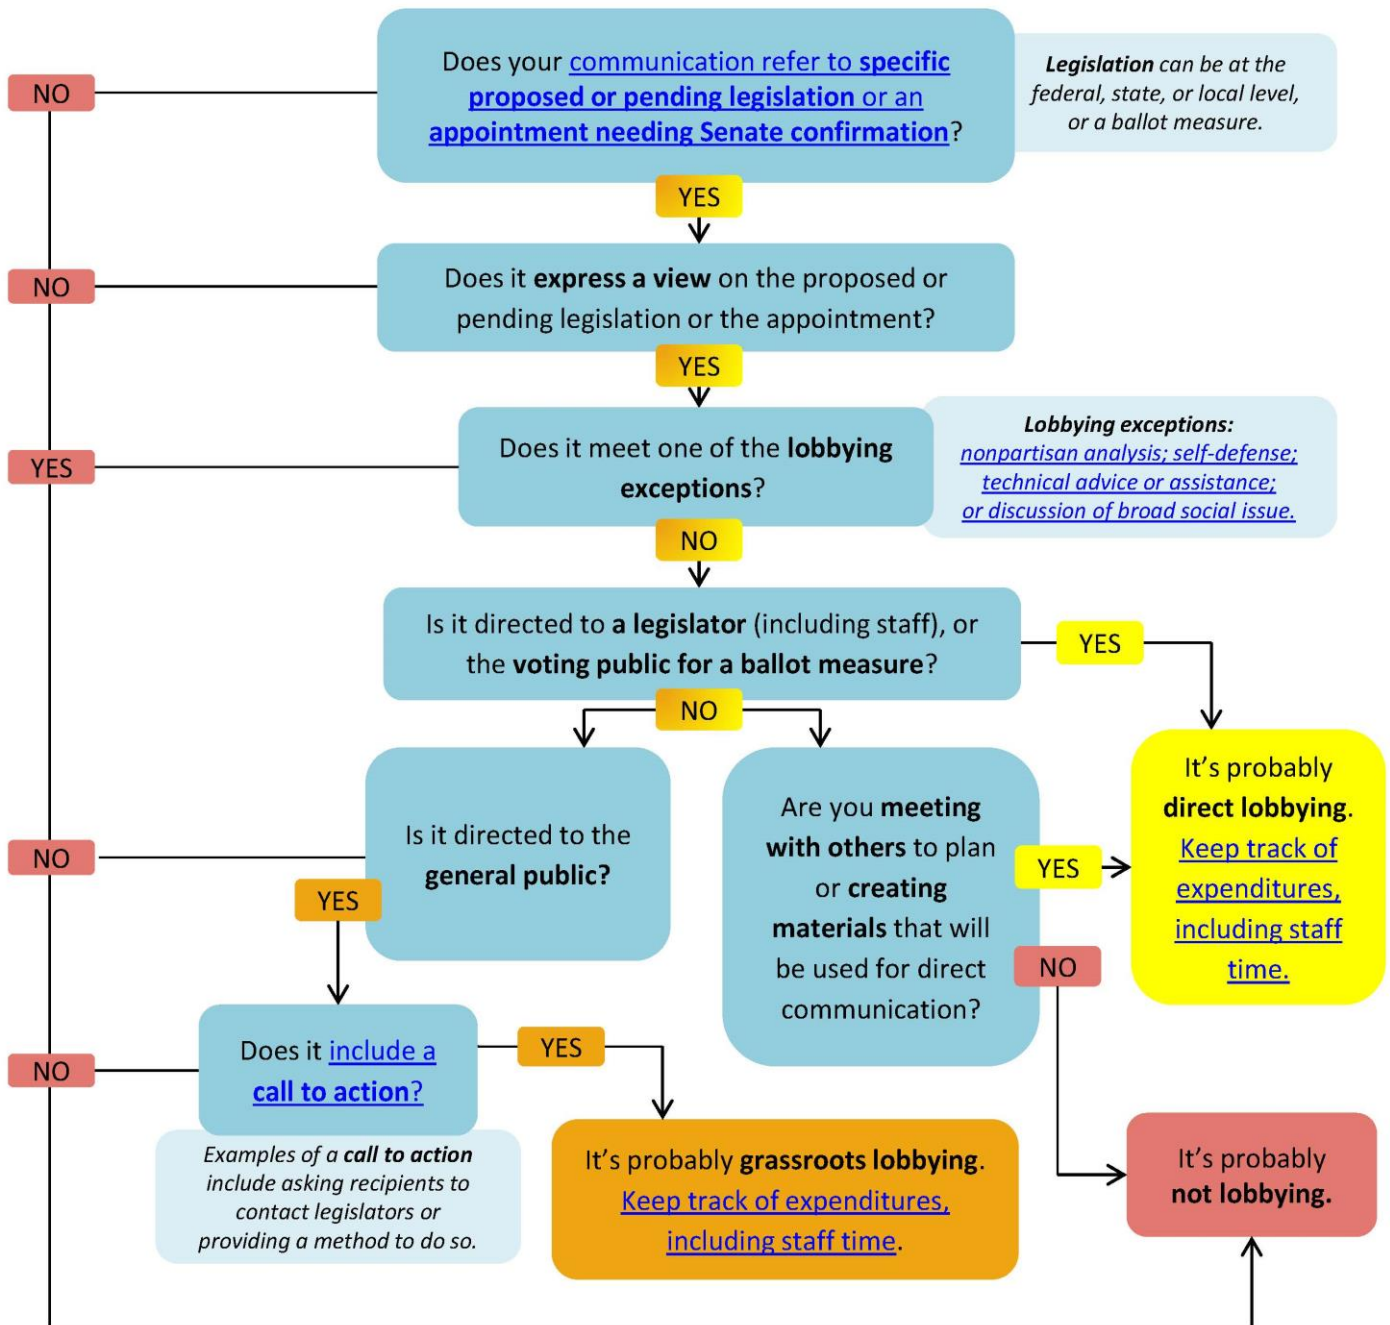 Does your communication refer to specific
proposed or pending legislation or an
appointment needing Senate confirmation?
Legislation can be at the
federal, state, or local level,
or a ballot measure.
NO
YES
Does it express a view on the proposed or
pending legislation or the appointment?
NO
YES
Does it meet one of the lobbying
exceptions?
Lobbying exceptions:
nonpartisan analysis; self-defense;
technical advice or assistance;
or discussion of broad social issue.
YES
NO
Is it directed to a legislator (including staff), or
the voting public for a ballot measure?
YES
NO
Is it directed to the
general public?
NO
YES
Are you meeting
with others to plan
or creating
materials that will
be used for direct
communication?
YES
NO
It's probably
direct lobbying.
Keep track of
expenditures,
including staff
time.
Does it include a
call to action?
NO
YES
Examples of a call to action
include asking recipients to
contact legislators or
providing a method to do so.
It's probably grassroots lobbying.
Keep track of expenditures,
including staff time.
It's probably
not lobbying.